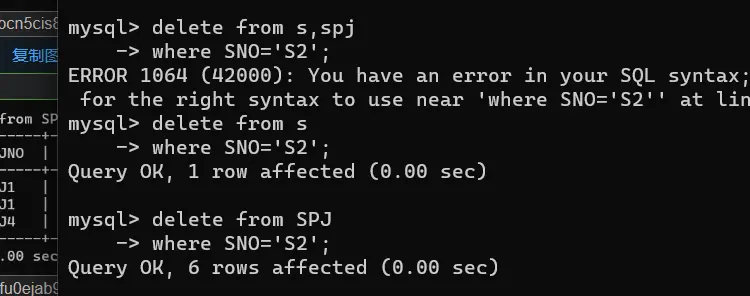 ocn5cis8
复制图
from SP
JNO |
J1 |
J1 |
J4 |
.00 sec
fu0ejab9
mysql> delete from s,spj
    -> where SNO='S2';
ERROR 1064 (42000): You have an error in your SQL syntax;
 for the right syntax to use near 'where SNO='S2'' at lin
mysql> delete from s
    -> where SNO='S2';
Query OK, 1 row affected (0.00 sec)
mysql> delete from SPJ
    -> where SNO='S2';
Query OK, 6 rows affected (0.00 sec)